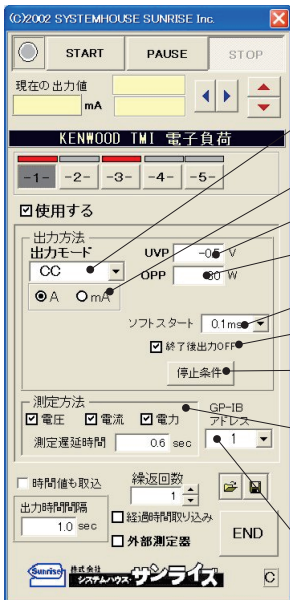 (C)2002 SYSTEMHOUSE SUNRISE Inc.
START PAUSE STOP
現在の出力値
mA
KENWOOD TMI 電子負荷
-1- -2- -3- -4- -5-
使用する
出力方法
出力モード
CC
A mA
UVP V
OPP W
ソフトスタート 0.1ms
終了後出力OFF
停止条件
測定方法
電圧 電流 電力
測定遅延時間 0.6 sec
GP-IB
アドレス
1
時間値も取込
繰返回数
1
出力時間間隔
1.0 sec
経過時間取り込み
外部測定器
END
Sunrise 株式会社
システムハウス サンライズ
C